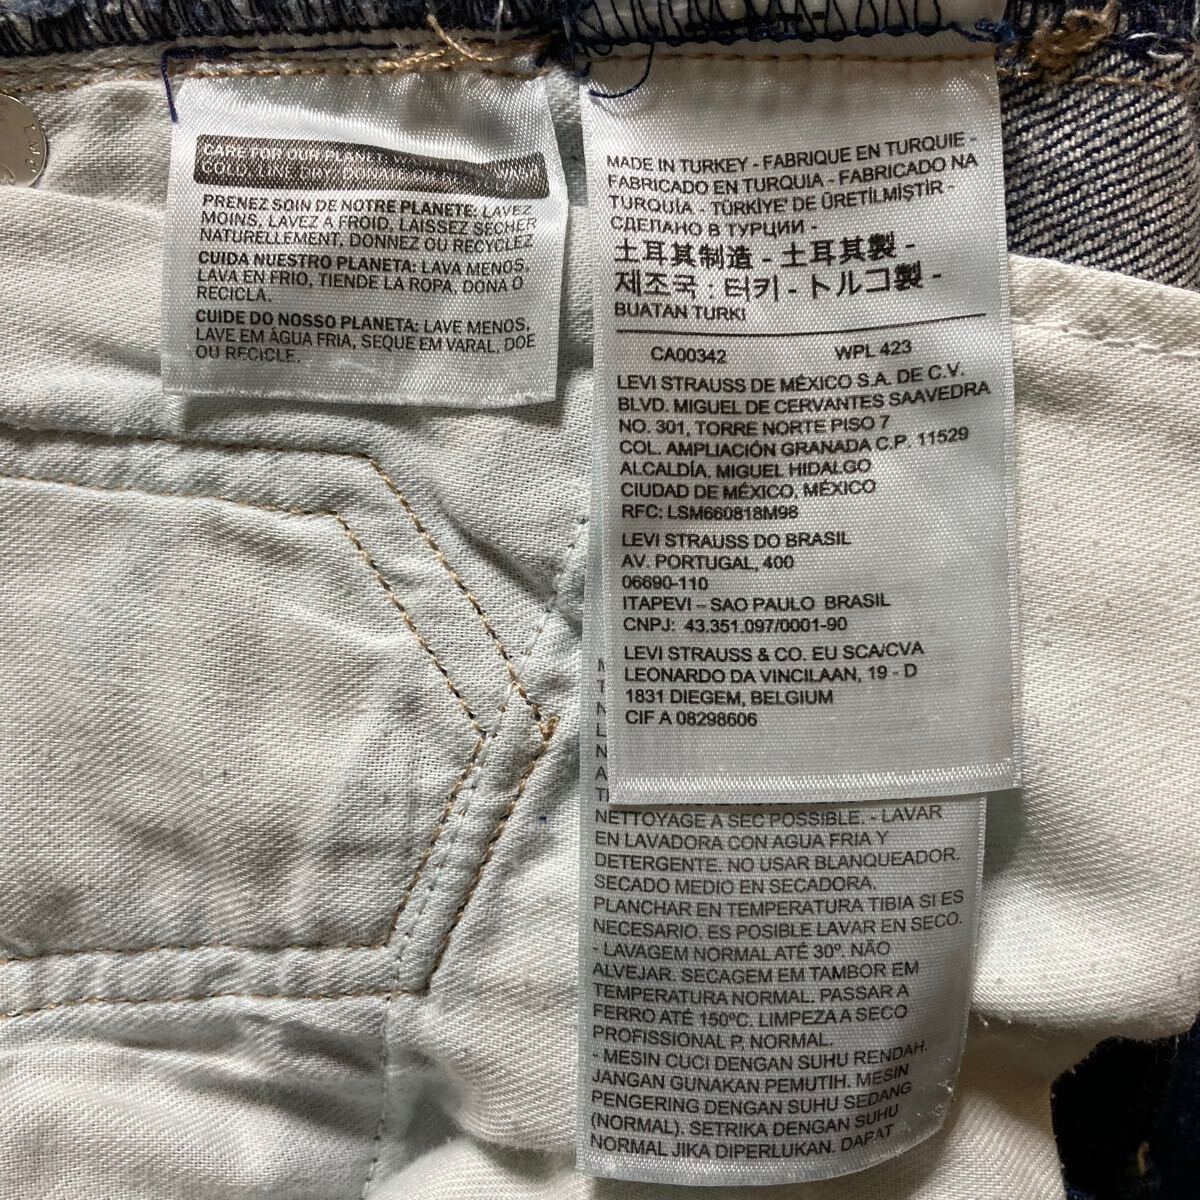 CARE FOR OUR PLANET:
COLD, LIKE
PRENEZ SOIN DE NOTRE PLANETE: LAVEZ
MOINS, LAVEZ A FROID, LAISSEZ SÉCHER
NATURELLEMENT, DONNEZ OU RECYCLEZ
CUIDA NUESTRO PLANETA: LAVA MENOS,
LAVA EN FRIO, TIENDE LA ROPA, DONA O
RECICLA.
CUIDE DO NOSSO PLANETA: LAVE MENOS,
LAVE EM ÁGUA FRIA, SEQUE EM VARAL, DOE
OU RECICLE.
MADE IN TURKEY - FABRIQUE EN TURQUIE -
FABRICADO EN TURQUIA - FABRICADO NA
TURQUÍA - TÜRKİYE' DE ÜRETİLMİŞTİR -
СДЕЛАНО В ТУРЦИИ -
土耳其制造 - 土耳其製 -
제조국 : 터키 - トルコ製 -
BUATAN TURKI
CA00342 WPL 423
LEVI STRAUSS DE MÉXICO S.A. DE C.V.
BLVD. MIGUEL DE CERVANTES SAAVEDRA
NO. 301, TORRE NORTE PISO 7
COL. AMPLIACIÓN GRANADA C.P. 11529
ALCALDÍA, MIGUEL HIDALGO
CIUDAD DE MÉXICO, MÉXICO
RFC: LSM660818M98
LEVI STRAUSS DO BRASIL
AV. PORTUGAL, 400
06690-110
ITAPEVI – SAO PAULO BRASIL
CNPJ: 43.351.097/0001-90
LEVI STRAUSS & CO. EU SCA/CVA
LEONARDO DA VINCILAAN, 19 - D
1831 DIEGEM, BELGIUM
CIF A 08298606
NETTOYAGE A SEC POSSIBLE. - LAVAR
EN LAVADORA CON AGUA FRIA Y
DETERGENTE. NO USAR BLANQUEADOR.
SECADO MEDIO EN SECADORA.
PLANCHAR EN TEMPERATURA TIBIA SI ES
NECESARIO. ES POSIBLE LAVAR EN SECO.
- LAVAGEM NORMAL ATÉ 30º. NÃO
ALVEJAR. SECAGEM EM TAMBOR EM
TEMPERATURA NORMAL. PASSAR A
FERRO ATÉ 150ºC. LIMPEZA A SECO
PROFISSIONAL P, NORMAL.
- MESIN CUCI DENGAN SUHU RENDAH.
JANGAN GUNAKAN PEMUTIH. MESIN
PENGERING DENGAN SUHU SEDANG
(NORMAL). SETRIKA DENGAN SUHU
NORMAL JIKA DIPERLUKAN. DAPAT